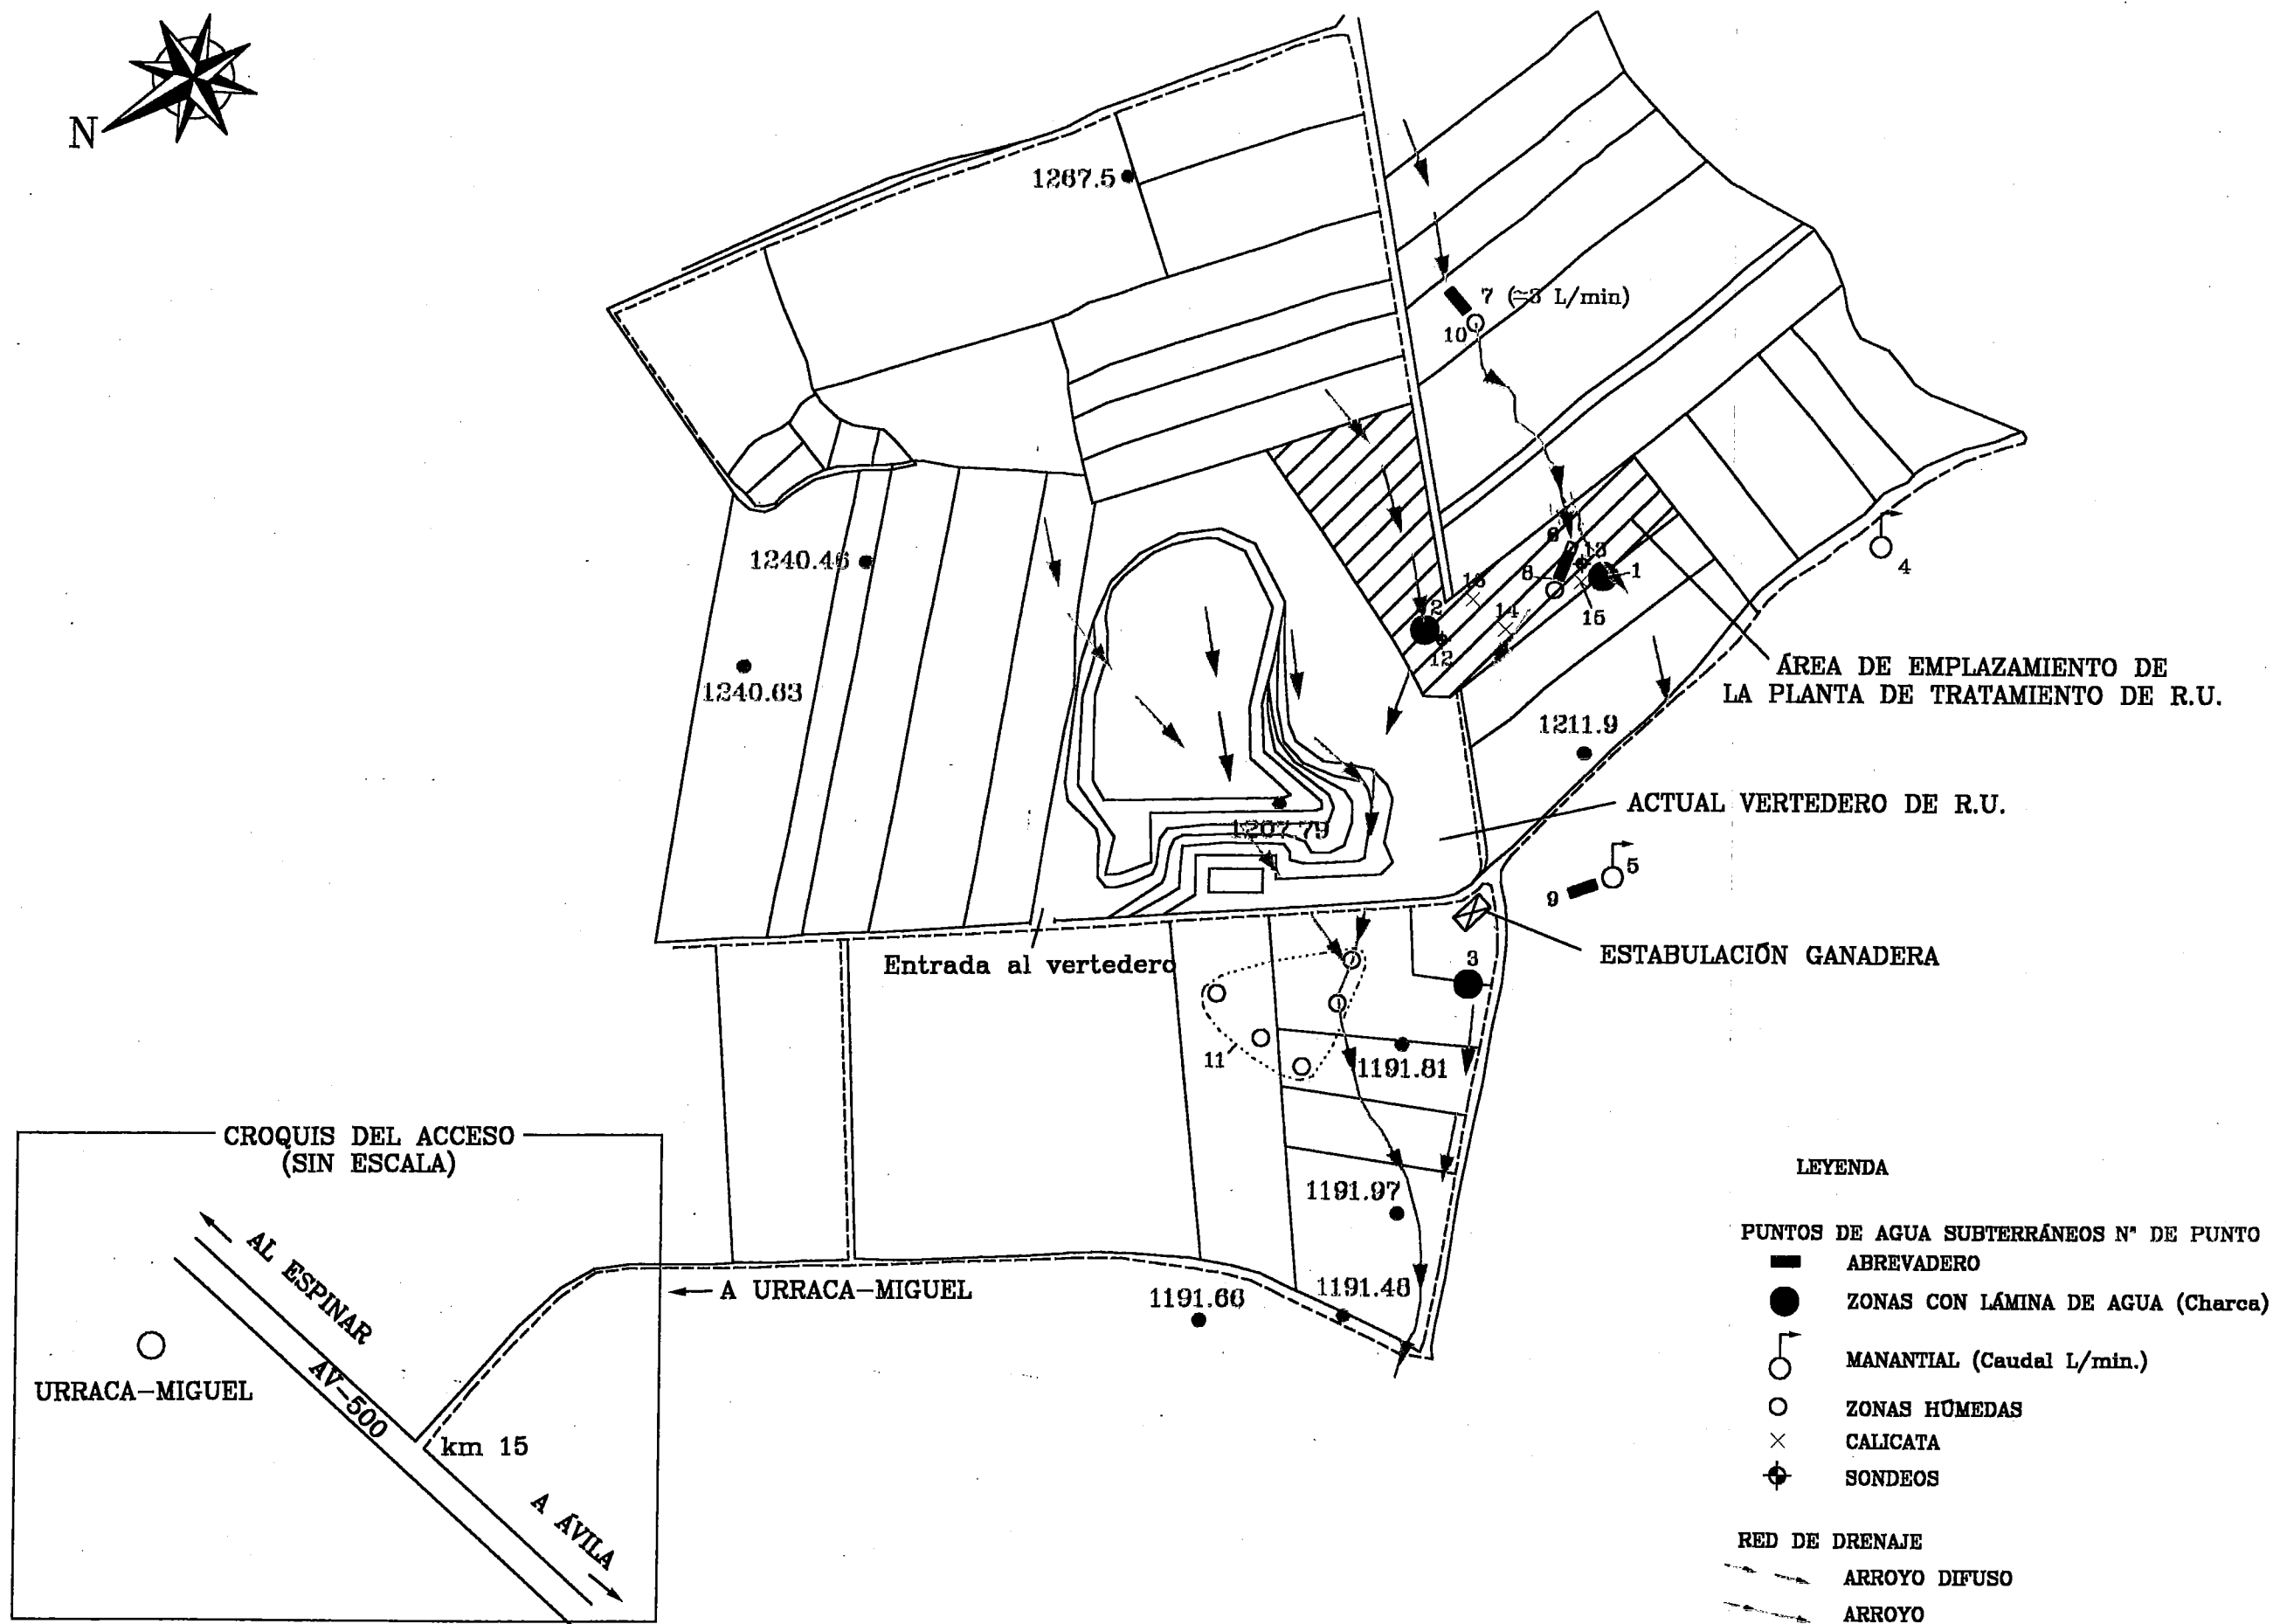 N
1267.5
7 (≃3 L/min)
10
1240.46
6
13
8
1
4
16
15
2
14
12
1240.63
ÁREA DE EMPLAZAMIENTO DE
LA PLANTA DE TRATAMIENTO DE R.U.
1211.9
ACTUAL VERTEDERO DE R.U.
1207.79
5
9
Entrada al vertedero
ESTABULACIÓN GANADERA
3
11
1191.81
1191.97
A URRACA-MIGUEL
1191.66
1191.48
CROQUIS DEL ACCESO
(SIN ESCALA)
AL ESPINAR
AV-500
URRACA-MIGUEL
km 15
A ÁVILA
LEYENDA
PUNTOS DE AGUA SUBTERRÁNEOS Nº DE PUNTO
ABREVADERO
ZONAS CON LÁMINA DE AGUA (Charca)
MANANTIAL (Caudal L/min.)
ZONAS HÚMEDAS
CALICATA
SONDEOS
RED DE DRENAJE
ARROYO DIFUSO
ARROYO